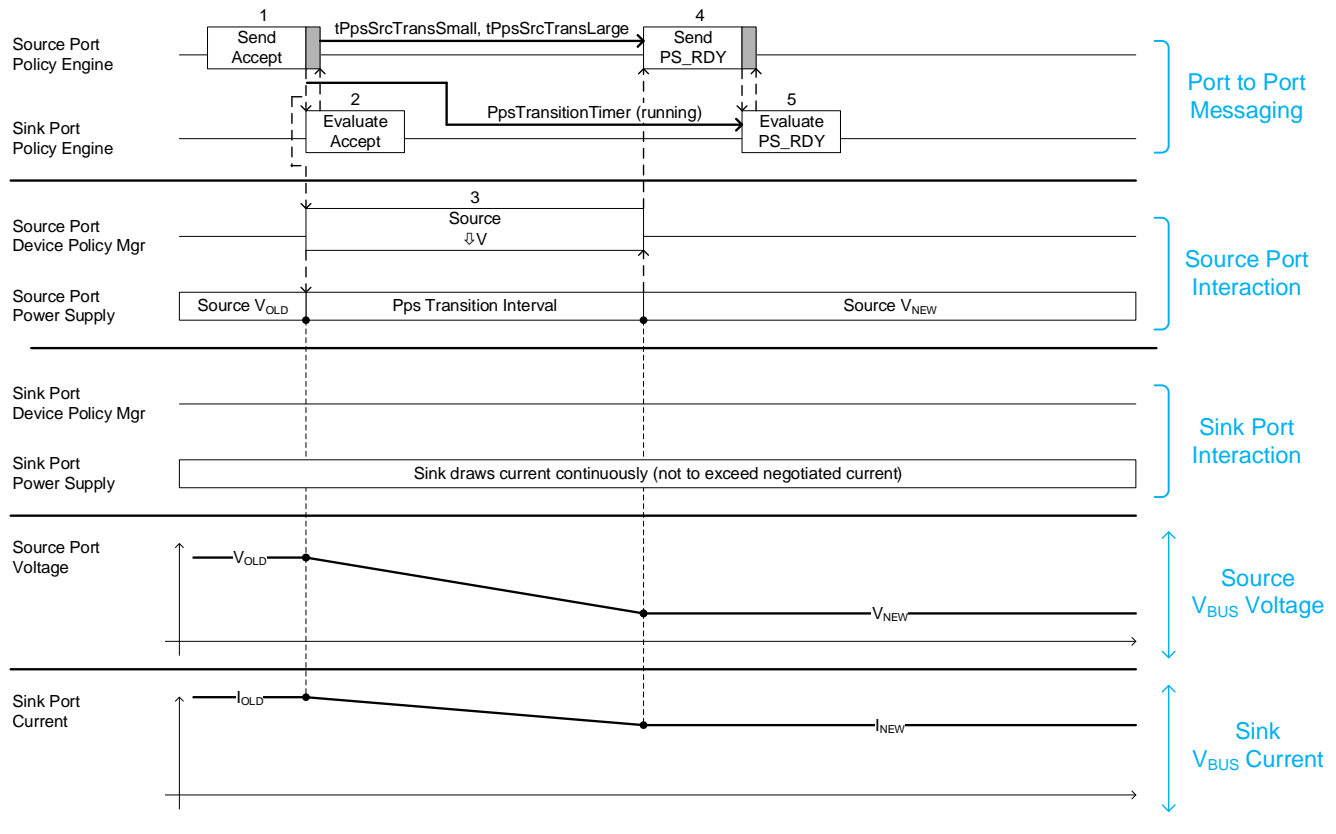 1
tPpsSrcTransSmall, tPpsSrcTransLarge
4
Source Port
Policy Engine
Send
Accept
Send
PS_RDY
Port to Port
Messaging
2
PpsTransitionTimer (running)
5
Sink Port
Policy Engine
Evaluate
Accept
Evaluate
PS_RDY
3
Source Port
Device Policy Mgr
Source
⇩V
Source Port
Interaction
Source Port
Power Supply
Source VOLD
Pps Transition Interval
Source VNEW
Sink Port
Device Policy Mgr
Sink Port
Interaction
Sink Port
Power Supply
Sink draws current continuously (not to exceed negotiated current)
Source Port
Voltage
VOLD
VNEW
Source
VBUS Voltage
Sink Port
Current
IOLD
INEW
Sink
VBUS Current